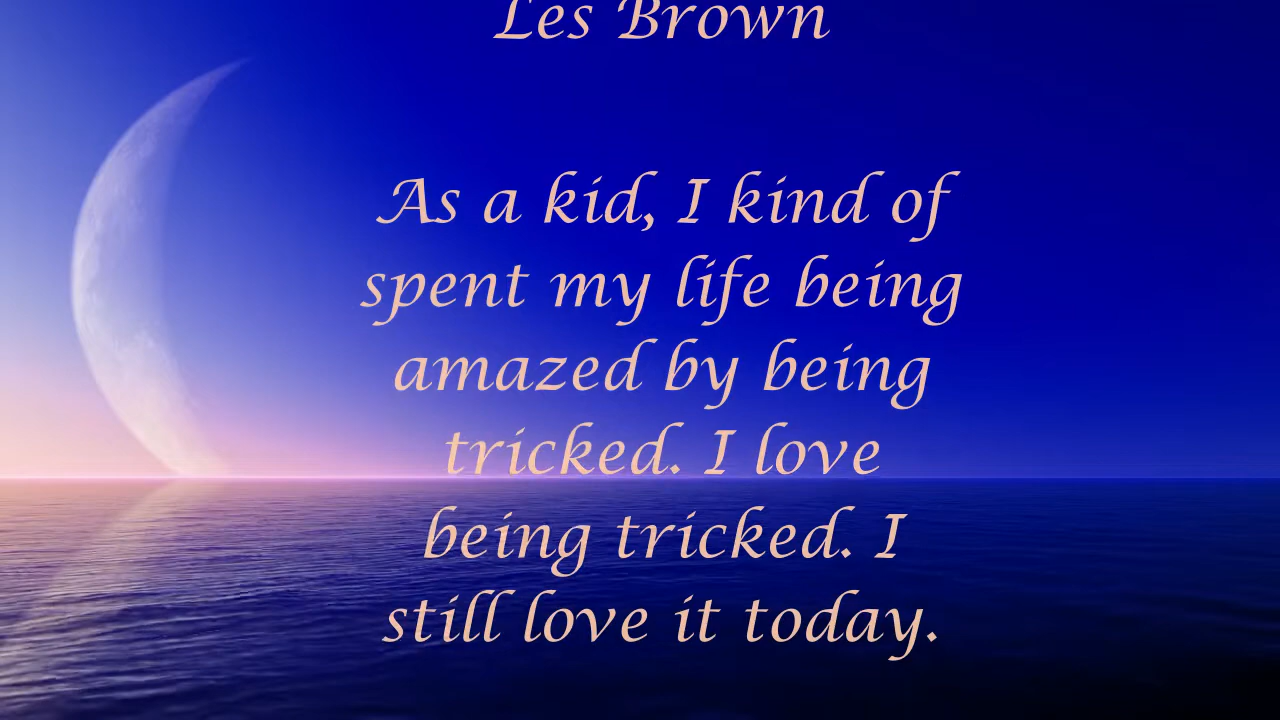 Les Brown
As a kid, I kind of
spent my life being
amazed by being
tricked. I love
being tricked. I
still love it today.